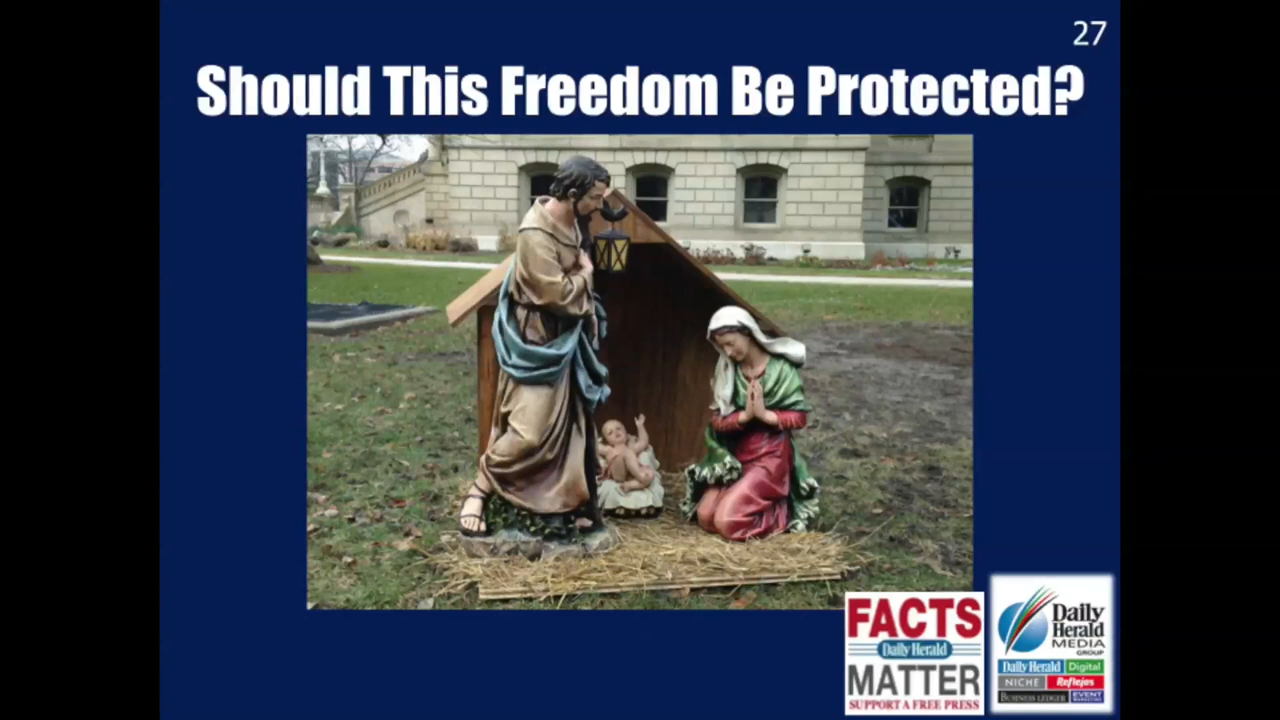 27
Should This Freedom Be Protected?
FACTS
Daily Herald
MATTER
SUPPORT A FREE PRESS
Daily
Herald
MEDIA
GROUP
Daily Herald Digital
NICHE Reflejos
BUSINESS LEDGER EVENT